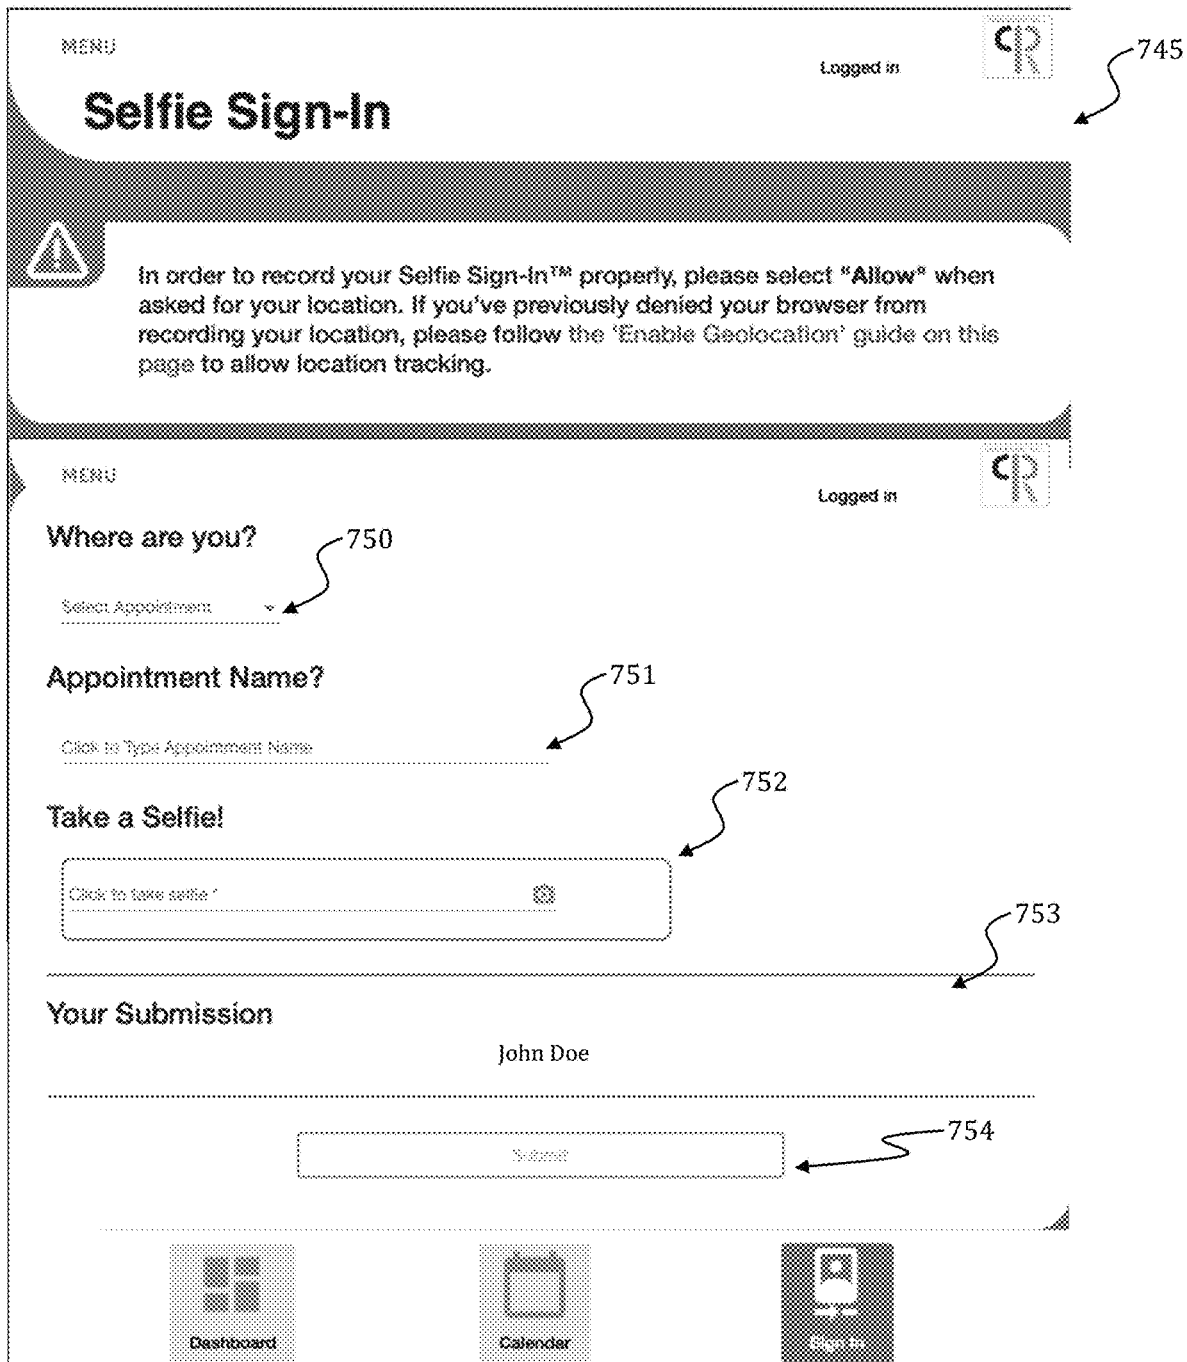 MENU
Logged in
CR
745
Selfie Sign-In
In order to record your Selfie Sign-In™ properly, please select "Allow" when
asked for your location. If you've previously denied your browser from
recording your location, please follow the 'Enable Geolocation' guide on this
page to allow location tracking.
MENU
Logged in
CR
Where are you?
750
Select Appointment
Appointment Name?
751
Click to Type Appointment Name
752
Take a Selfie!
Click to take selfie *
753
Your Submission
John Doe
754
Submit
Dashboard
Calendar
Sign In